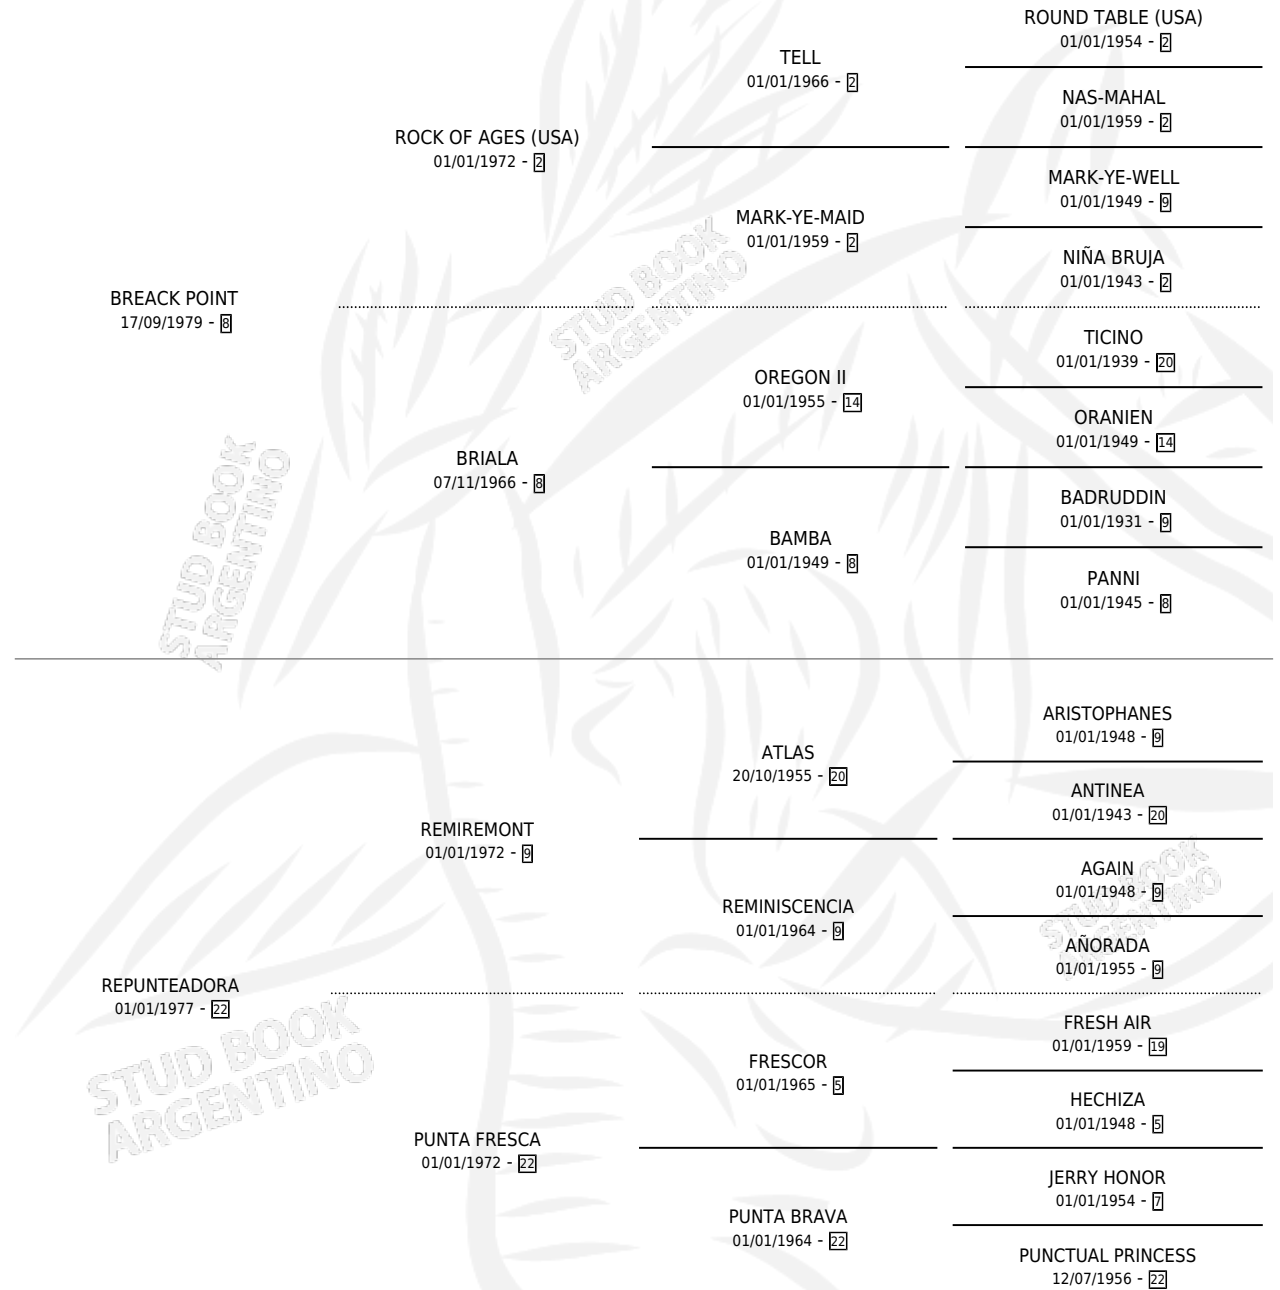 ROUND TABLE (USA)
01/01/1954 - 2
TELL
01/01/1966 - 2
NAS-MAHAL
01/01/1959 - 2
ROCK OF AGES (USA)
01/01/1972 - 2
MARK-YE-WELL
01/01/1949 - 9
MARK-YE-MAID
01/01/1959 - 2
NIÑA BRUJA
01/01/1943 - 2
BREACK POINT
17/09/1979 - 8
STUD BOOK
ARGENTINO
TICINO
01/01/1939 - 20
OREGON II
01/01/1955 - 14
ORANIEN
01/01/1949 - 14
BRIALA
07/11/1966 - 8
BADRUDDIN
01/01/1931 - 9
BAMBA
01/01/1949 - 8
PANNI
01/01/1945 - 8
STUD BOOK
ARGENTINO
ARISTOPHANES
01/01/1948 - 9
ATLAS
20/10/1955 - 20
ANTINEA
01/01/1943 - 20
REMIREMONT
01/01/1972 - 9
AGAIN
01/01/1948 - 9
REMINISCENCIA
01/01/1964 - 9
STUD BOOK
ARGENTINO
AÑORADA
01/01/1955 - 9
REPUNTEADORA
01/01/1977 - 22
STUD BOOK
ARGENTINO
FRESH AIR
01/01/1959 - 19
FRESCOR
01/01/1965 - 5
HECHIZA
01/01/1948 - 5
PUNTA FRESCA
01/01/1972 - 22
JERRY HONOR
01/01/1954 - 7
PUNTA BRAVA
01/01/1964 - 22
PUNCTUAL PRINCESS
12/07/1956 - 22